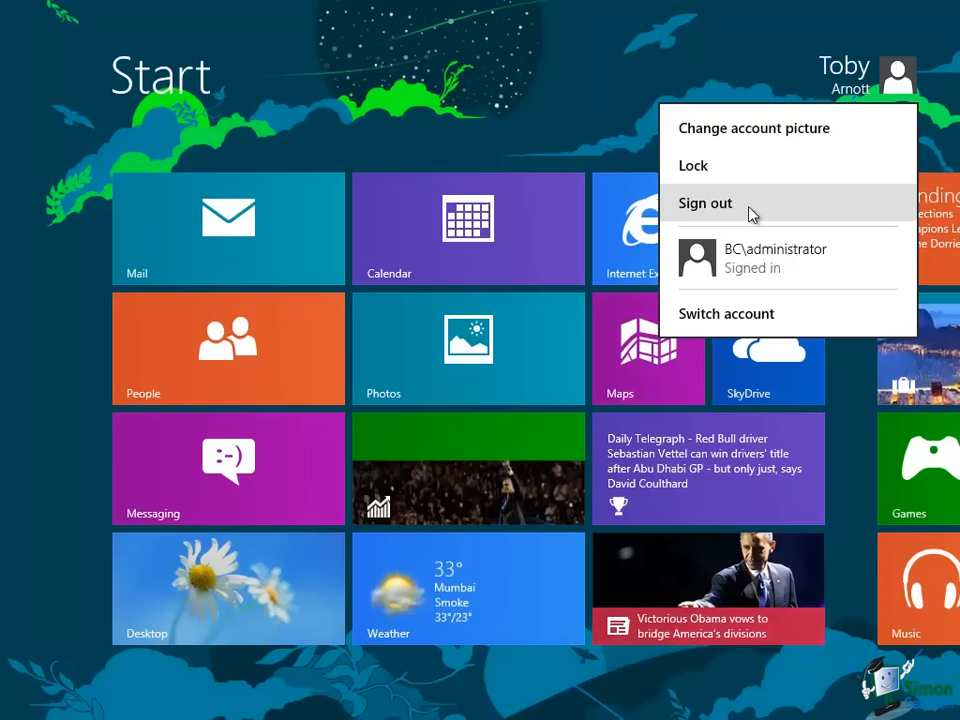 Start
Toby
Arnott
Change account picture
Lock
Sign out
BC\administrator
Signed in
Switch account
Mail
Calendar
Internet Ex
People
Photos
Maps
SkyDrive
Messaging
Daily Telegraph - Red Bull driver
Sebastian Vettel can win drivers' title
after Abu Dhabi GP - but only just, says
David Coulthard
Games
Desktop
33°
Mumbai
Smoke
33°/23°
Weather
Victorious Obama vows to
bridge America's divisions
Music
Simon